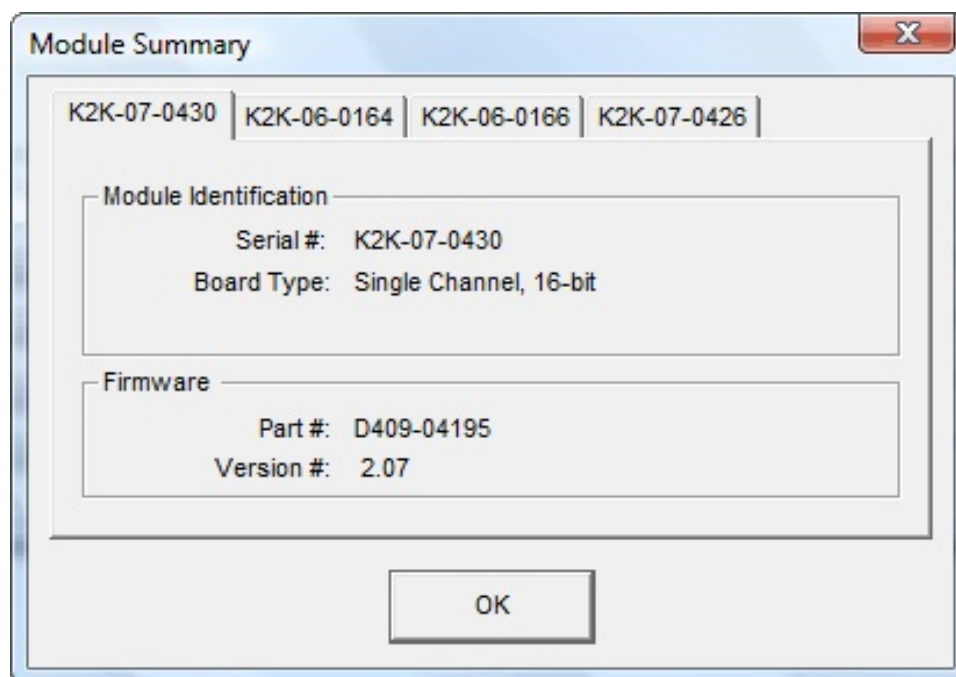 Module Summary
K2K-07-0430 K2K-06-0164 K2K-06-0166 K2K-07-0426
Module Identification
Serial #: K2K-07-0430
Board Type: Single Channel, 16-bit
Firmware
Part #: D409-04195
Version #: 2.07
OK